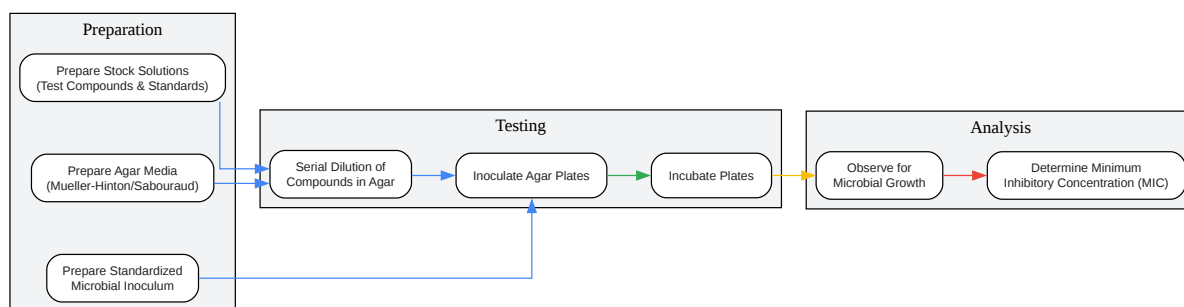 Preparation
Prepare Stock Solutions
(Test Compounds & Standards)
Prepare Agar Media
(Mueller-Hinton/Sabouraud)
Prepare Standardized
Microbial Inoculum
Testing
Serial Dilution of
Compounds in Agar
Inoculate Agar Plates
Incubate Plates
Analysis
Observe for
Microbial Growth
Determine Minimum
Inhibitory Concentration (MIC)